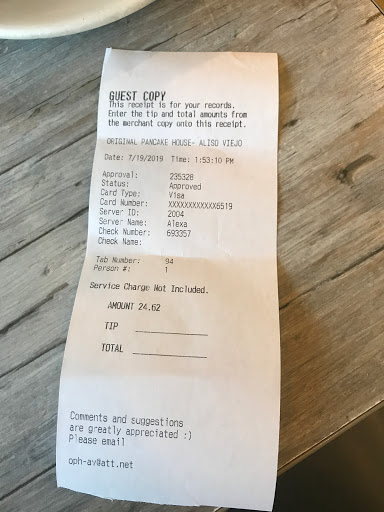 GUEST COPY
This receipt is for your records.
Enter the tip and total amounts from
the merchant copy onto this receipt.
ORIGINAL PANCAKE HOUSE- ALISO VIEJO
Date: 7/19/2019 Time: 1:53:10 PM
Approval: 235328
Status: Approved
Card Type: Visa
Card Number: XXXXXXXXXXXX6519
Server ID: 2004
Server Name: Alexa
Check Number: 693357
Check Name:
Tab Number: 94
Person #: 1
Service Charge Not Included.
AMOUNT 24.62
TIP
TOTAL
Comments and suggestions
are greatly appreciated :)
Please email
oph-av@att.net